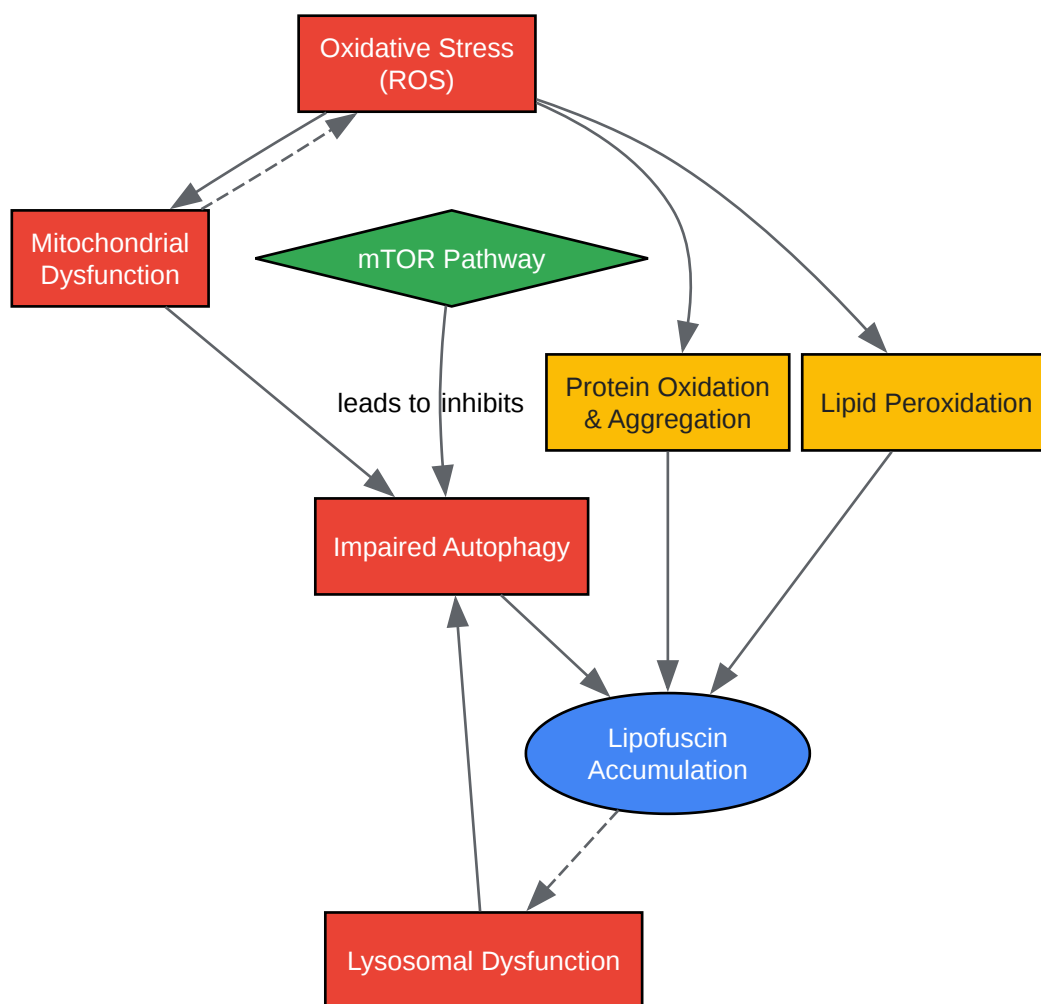 Oxidative Stress
(ROS)
Mitochondrial
Dysfunction
mTOR Pathway
Protein Oxidation
& Aggregation
Lipid Peroxidation
leads to
inhibits
Impaired Autophagy
Lipofuscin
Accumulation
Lysosomal Dysfunction